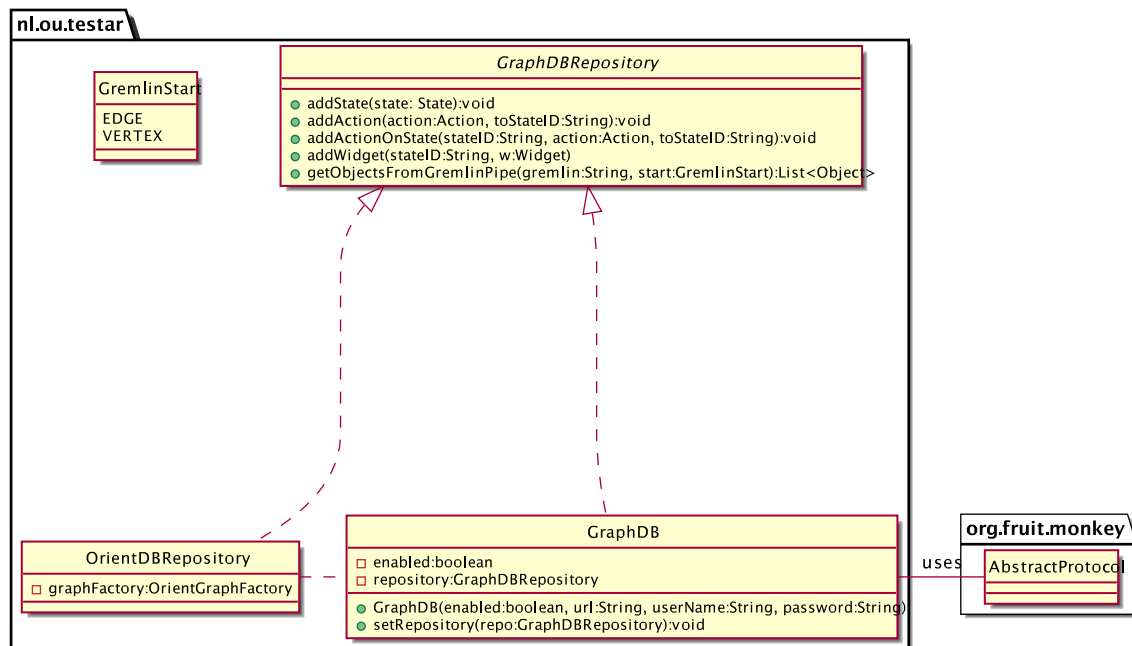 nl.ou.testar
GremlinStart
EDGE
VERTEX
GraphDBRepository
addState(state: State):void
addAction(action:Action, toStateID:String):void
addActionOnState(stateID:String, action:Action, toStateID:String):void
addWidget(stateID:String, w:Widget)
getObjectsFromGremlinPipe(gremlin:String, start:GremlinStart):List<Object>
OrientDBRepository
graphFactory:OrientGraphFactory
GraphDB
enabled:boolean
repository:GraphDBRepository
GraphDB(enabled:boolean, url:String, userName:String, password:String)
setRepository(repo:GraphDBRepository):void
uses
org.fruit.monkey
AbstractProtocol